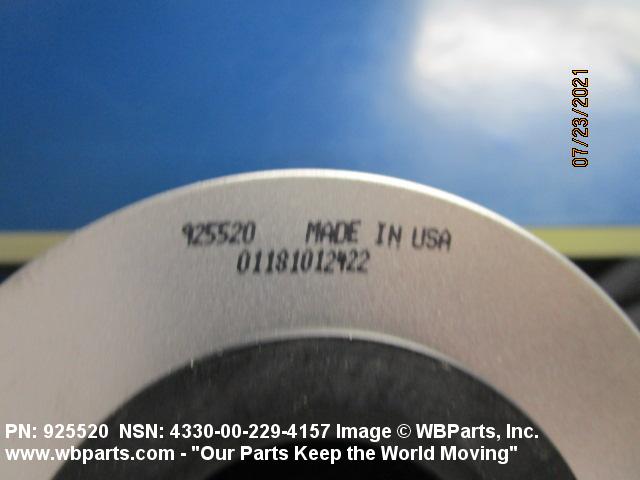 07/23/2021
925520 MADE IN USA
01181012422
PN: 925520 NSN: 4330-00-229-4157 Image © WBParts, Inc.
www.wbparts.com - "Our Parts Keep the World Moving"